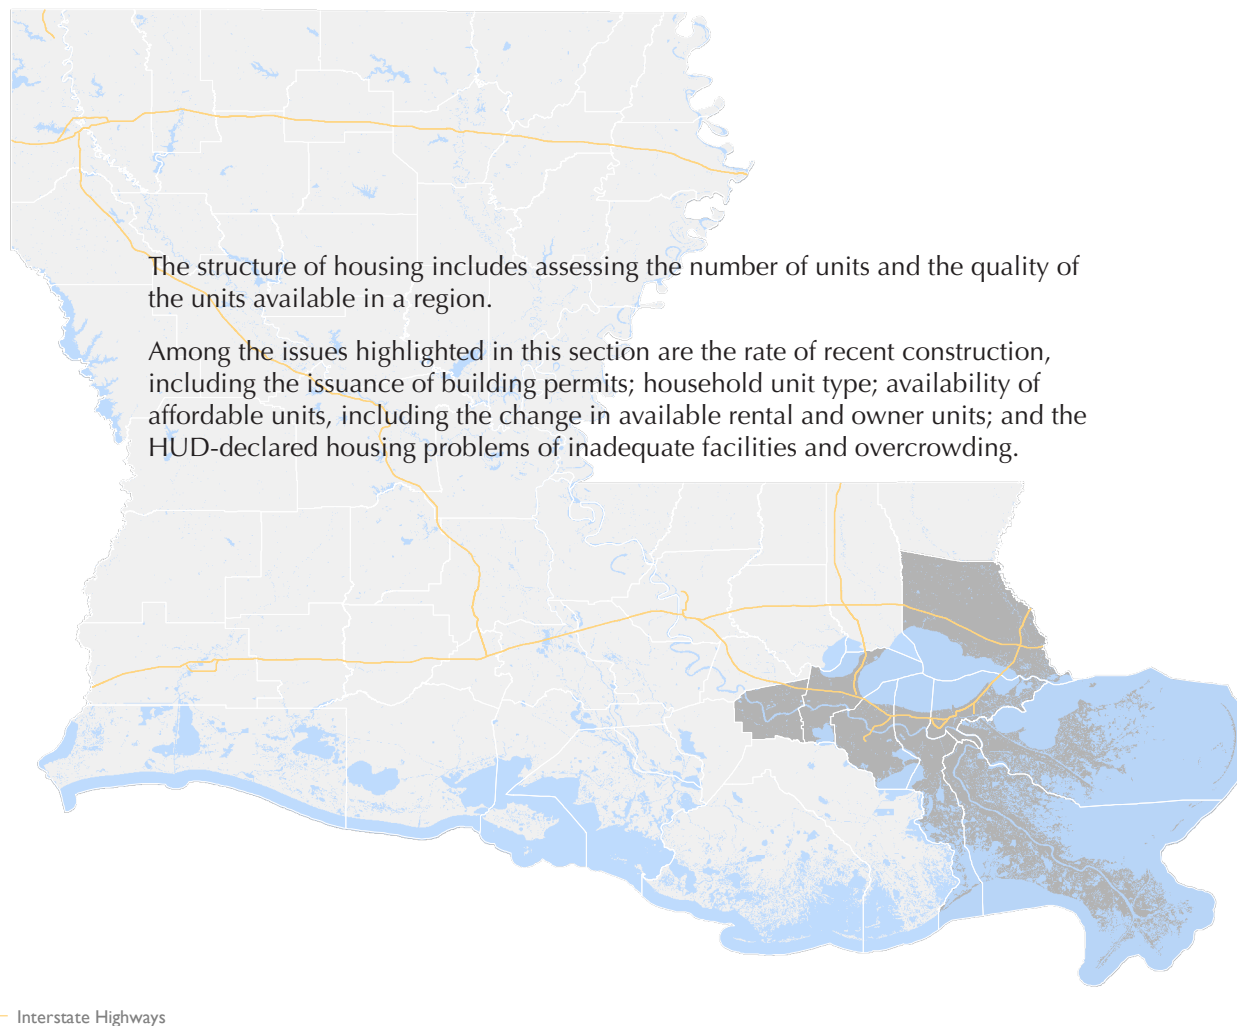 The structure of housing includes assessing the number of units and the quality of
the units available in a region.
Among the issues highlighted in this section are the rate of recent construction,
including the issuance of building permits; household unit type; availability of
affordable units, including the change in available rental and owner units; and the
HUD-declared housing problems of inadequate facilities and overcrowding.
Interstate Highways